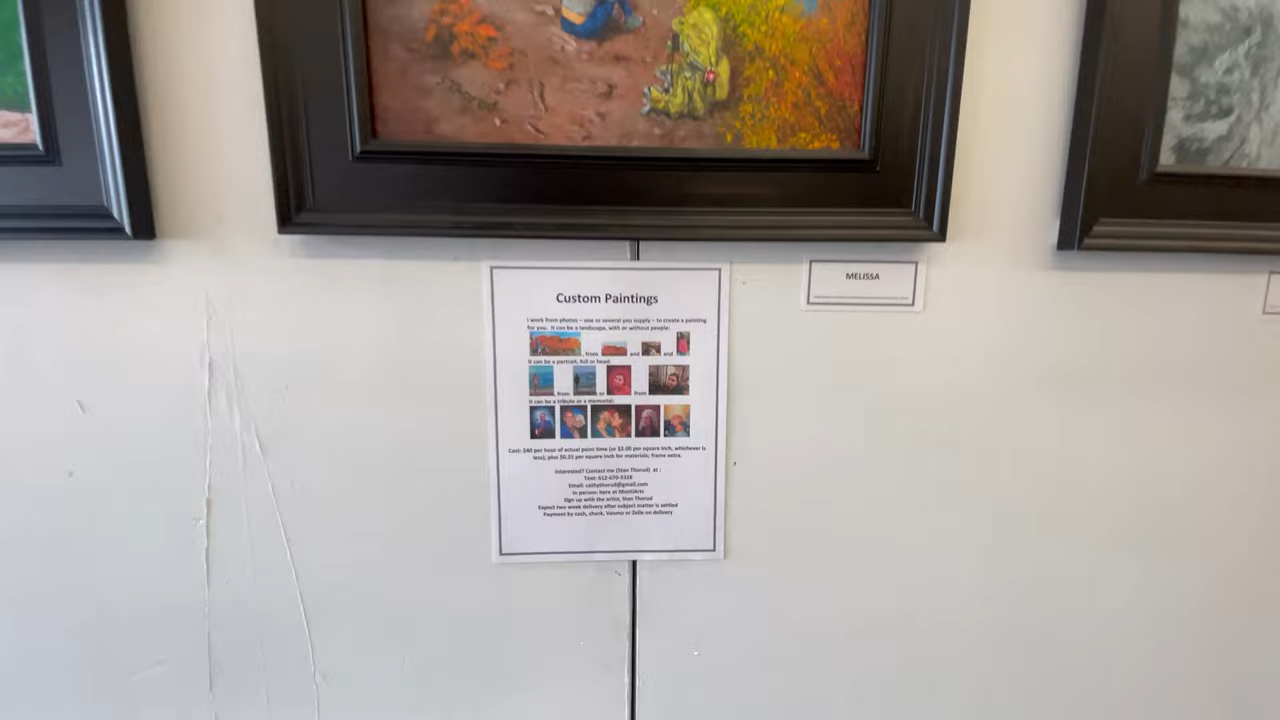 Custom Paintings
I work from photos – one or several you supply – to create a painting
for you. It can be a landscape, with or without people:
, from and and
It can be a portrait, full or head:
, from or from
It can be a tribute or a memorial:
Cost: $40 per hour of actual paint time (or $2.00 per square inch, whichever is
less), plus $0.25 per square inch for materials; frame extra.
Interested? Contact me (Stan Thorud) at :
Text: 612-670-5358
Email: cathythorud@gmail.com
In person: here at MontiArts
Sign up with the artist, Stan Thorud
Expect two week delivery after subject matter is settled
Payment by cash, check, Venmo or Zelle on delivery
MELISSA